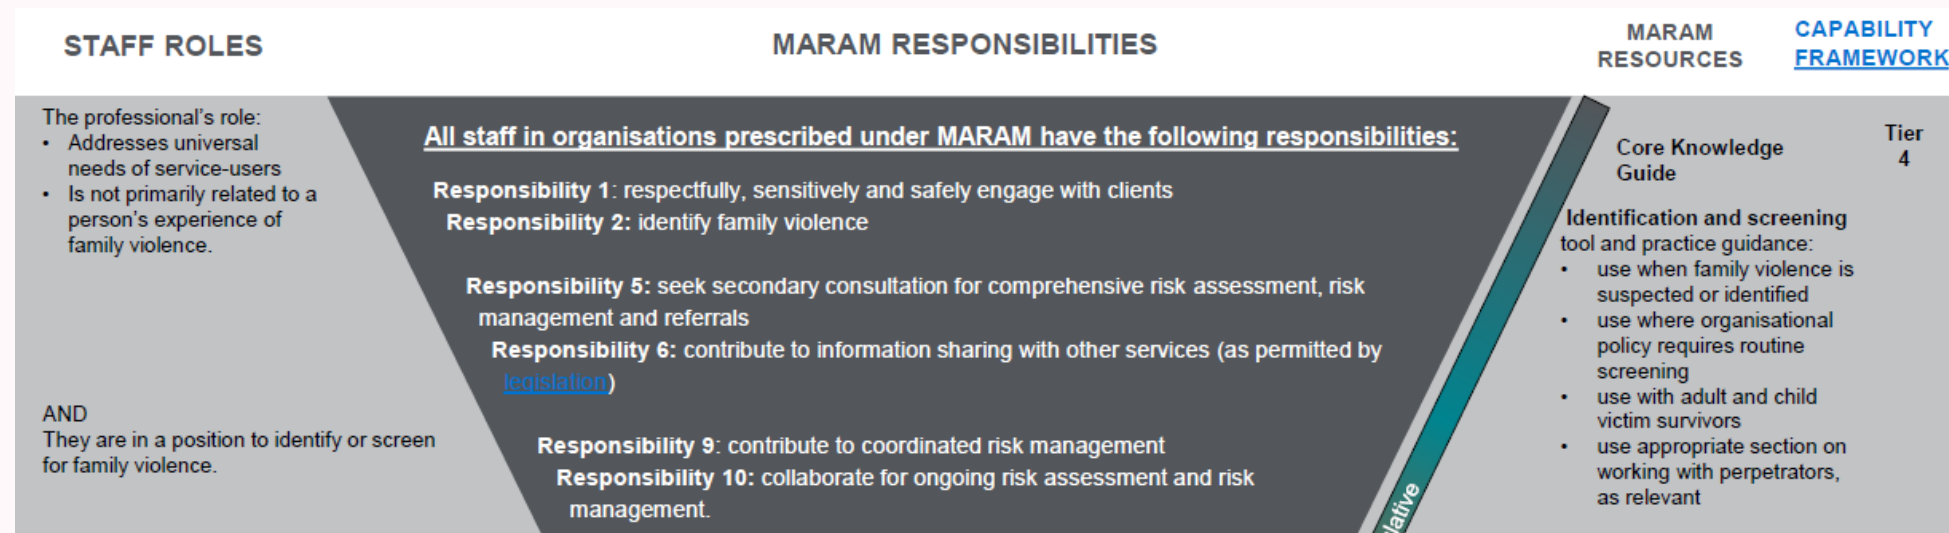 STAFF ROLES
MARAM RESPONSIBILITIES
MARAM
RESOURCES
CAPABILITY
FRAMEWORK
The professional's role:
• Addresses universal
needs of service-users
• Is not primarily related to a
person's experience of
family violence.
AND
They are in a position to identify or screen
for family violence.
All staff in organisations prescribed under MARAM have the following responsibilities:
Responsibility 1: respectfully, sensitively and safely engage with clients
Responsibility 2: identify family violence
Responsibility 5: seek secondary consultation for comprehensive risk assessment, risk
management and referrals
Responsibility 6: contribute to information sharing with other services (as permitted by
legislation)
Responsibility 9: contribute to coordinated risk management
Responsibility 10: collaborate for ongoing risk assessment and risk
management.
Core Knowledge
Guide
Identification and screening
tool and practice guidance:
• use when family violence is
suspected or identified
• use where organisational
policy requires routine
screening
• use with adult and child
victim survivors
• use appropriate section on
working with perpetrators,
as relevant
Tier
4